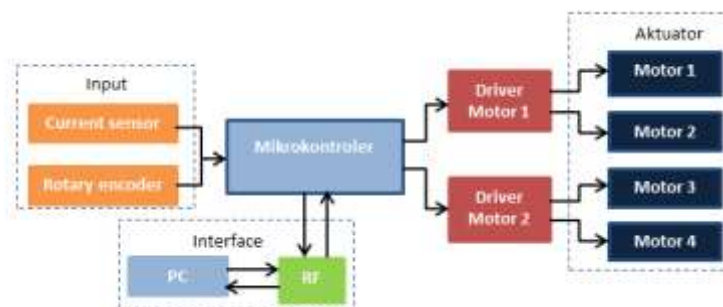 Input
Current sensor
Rotary encoder
Mikrokontroler
Interface
PC
RF
Driver
Motor 1
Driver
Motor 2
Aktuator
Motor 1
Motor 2
Motor 3
Motor 4